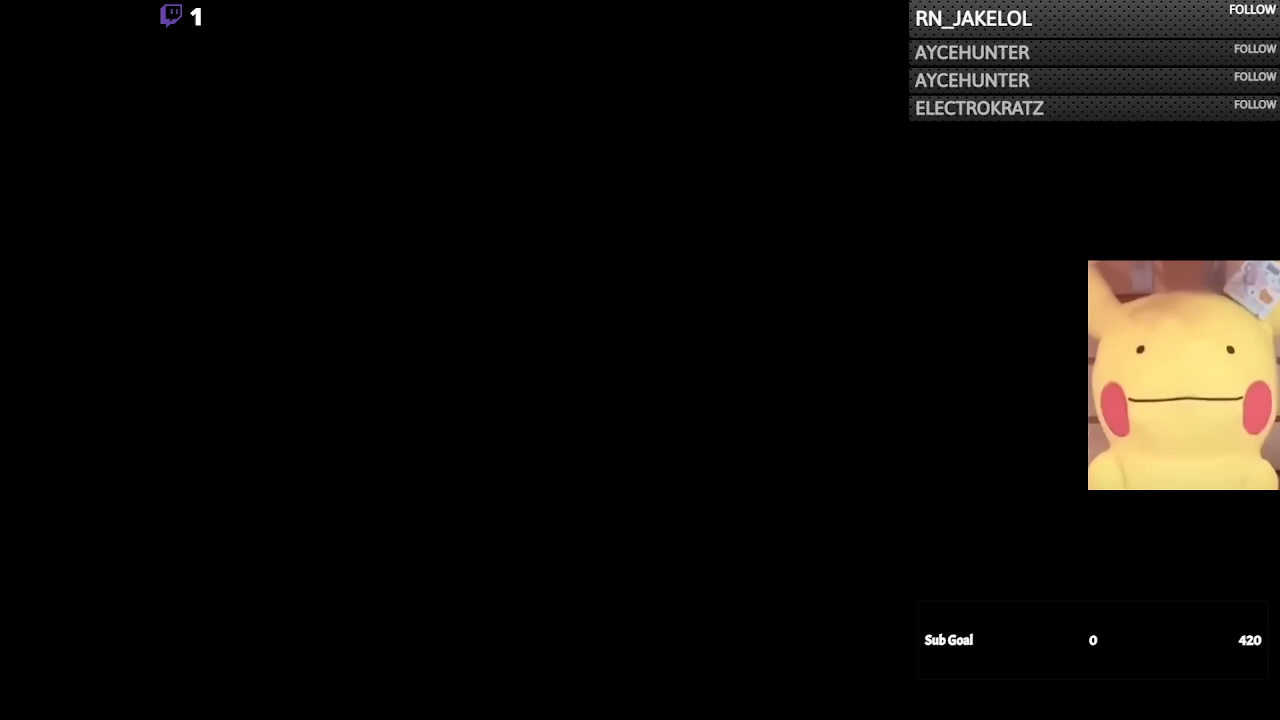 1
RN_JAKELOL FOLLOW
AYCEHUNTER FOLLOW
AYCEHUNTER FOLLOW
ELECTROKRATZ FOLLOW
Sub Goal 0 420